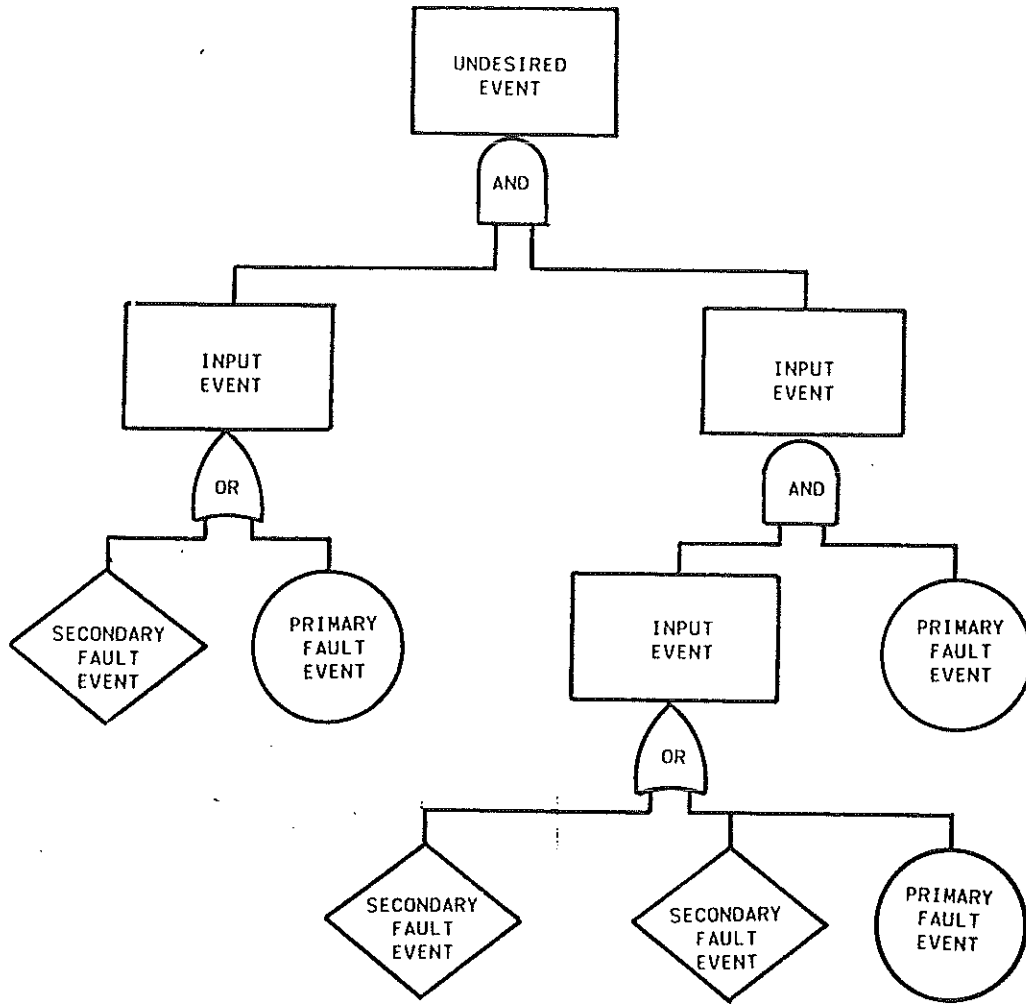 UNDESIRED
EVENT
AND
INPUT
EVENT
INPUT
EVENT
OR
AND
SECONDARY
FAULT
EVENT
PRIMARY
FAULT
EVENT
INPUT
EVENT
PRIMARY
FAULT
EVENT
OR
SECONDARY
FAULT
EVENT
SECONDARY
FAULT
EVENT
PRIMARY
FAULT
EVENT